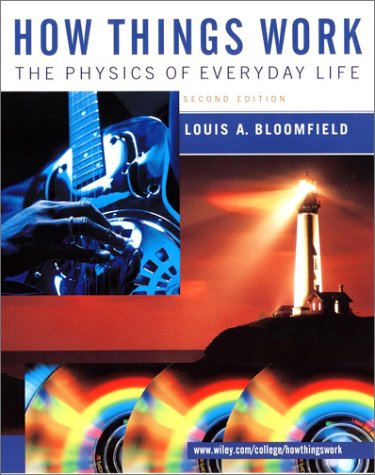 HOW THINGS WORK
THE PHYSICS OF EVERYDAY LIFE
SECOND EDITION
LOUIS A. BLOOMFIELD
www.wiley.com/college/howthingswork